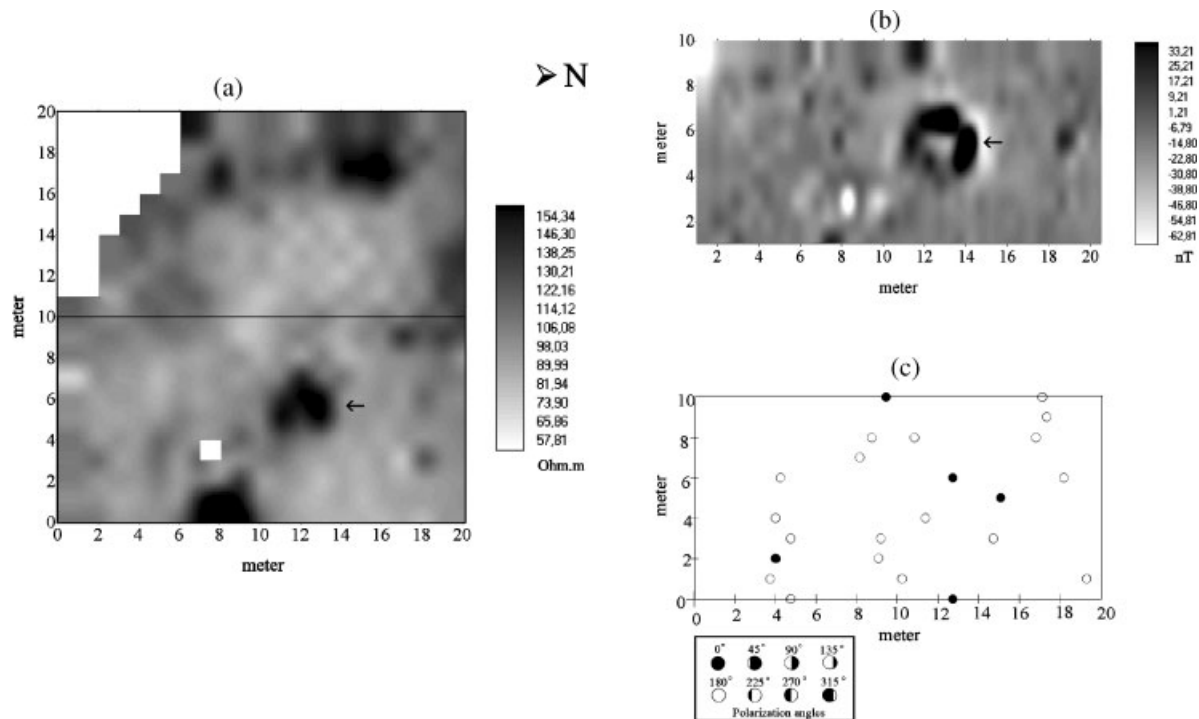 (a)
➢ N
20
18
16
14
12
10
8
6
4
2
0
meter
0 2 4 6 8 10 12 14 16 18 20
meter
←
154,34
146,30
138,25
130,21
122,16
114,12
106,08
98,03
89,99
81,94
73,90
65,86
57,81
Ohm.m
(b)
10
8
6
4
2
meter
2 4 6 8 10 12 14 16 18 20
meter
←
33,21
25,21
17,21
9,21
1,21
-6,79
-14,80
-22,80
-30,80
-38,80
-46,80
-54,81
-62,81
nT
(c)
10
8
6
4
2
0
meter
0 2 4 6 8 10 12 14 16 18 20
meter
0° 45° 90° 135°
180° 225° 270° 315°
Polarization angles